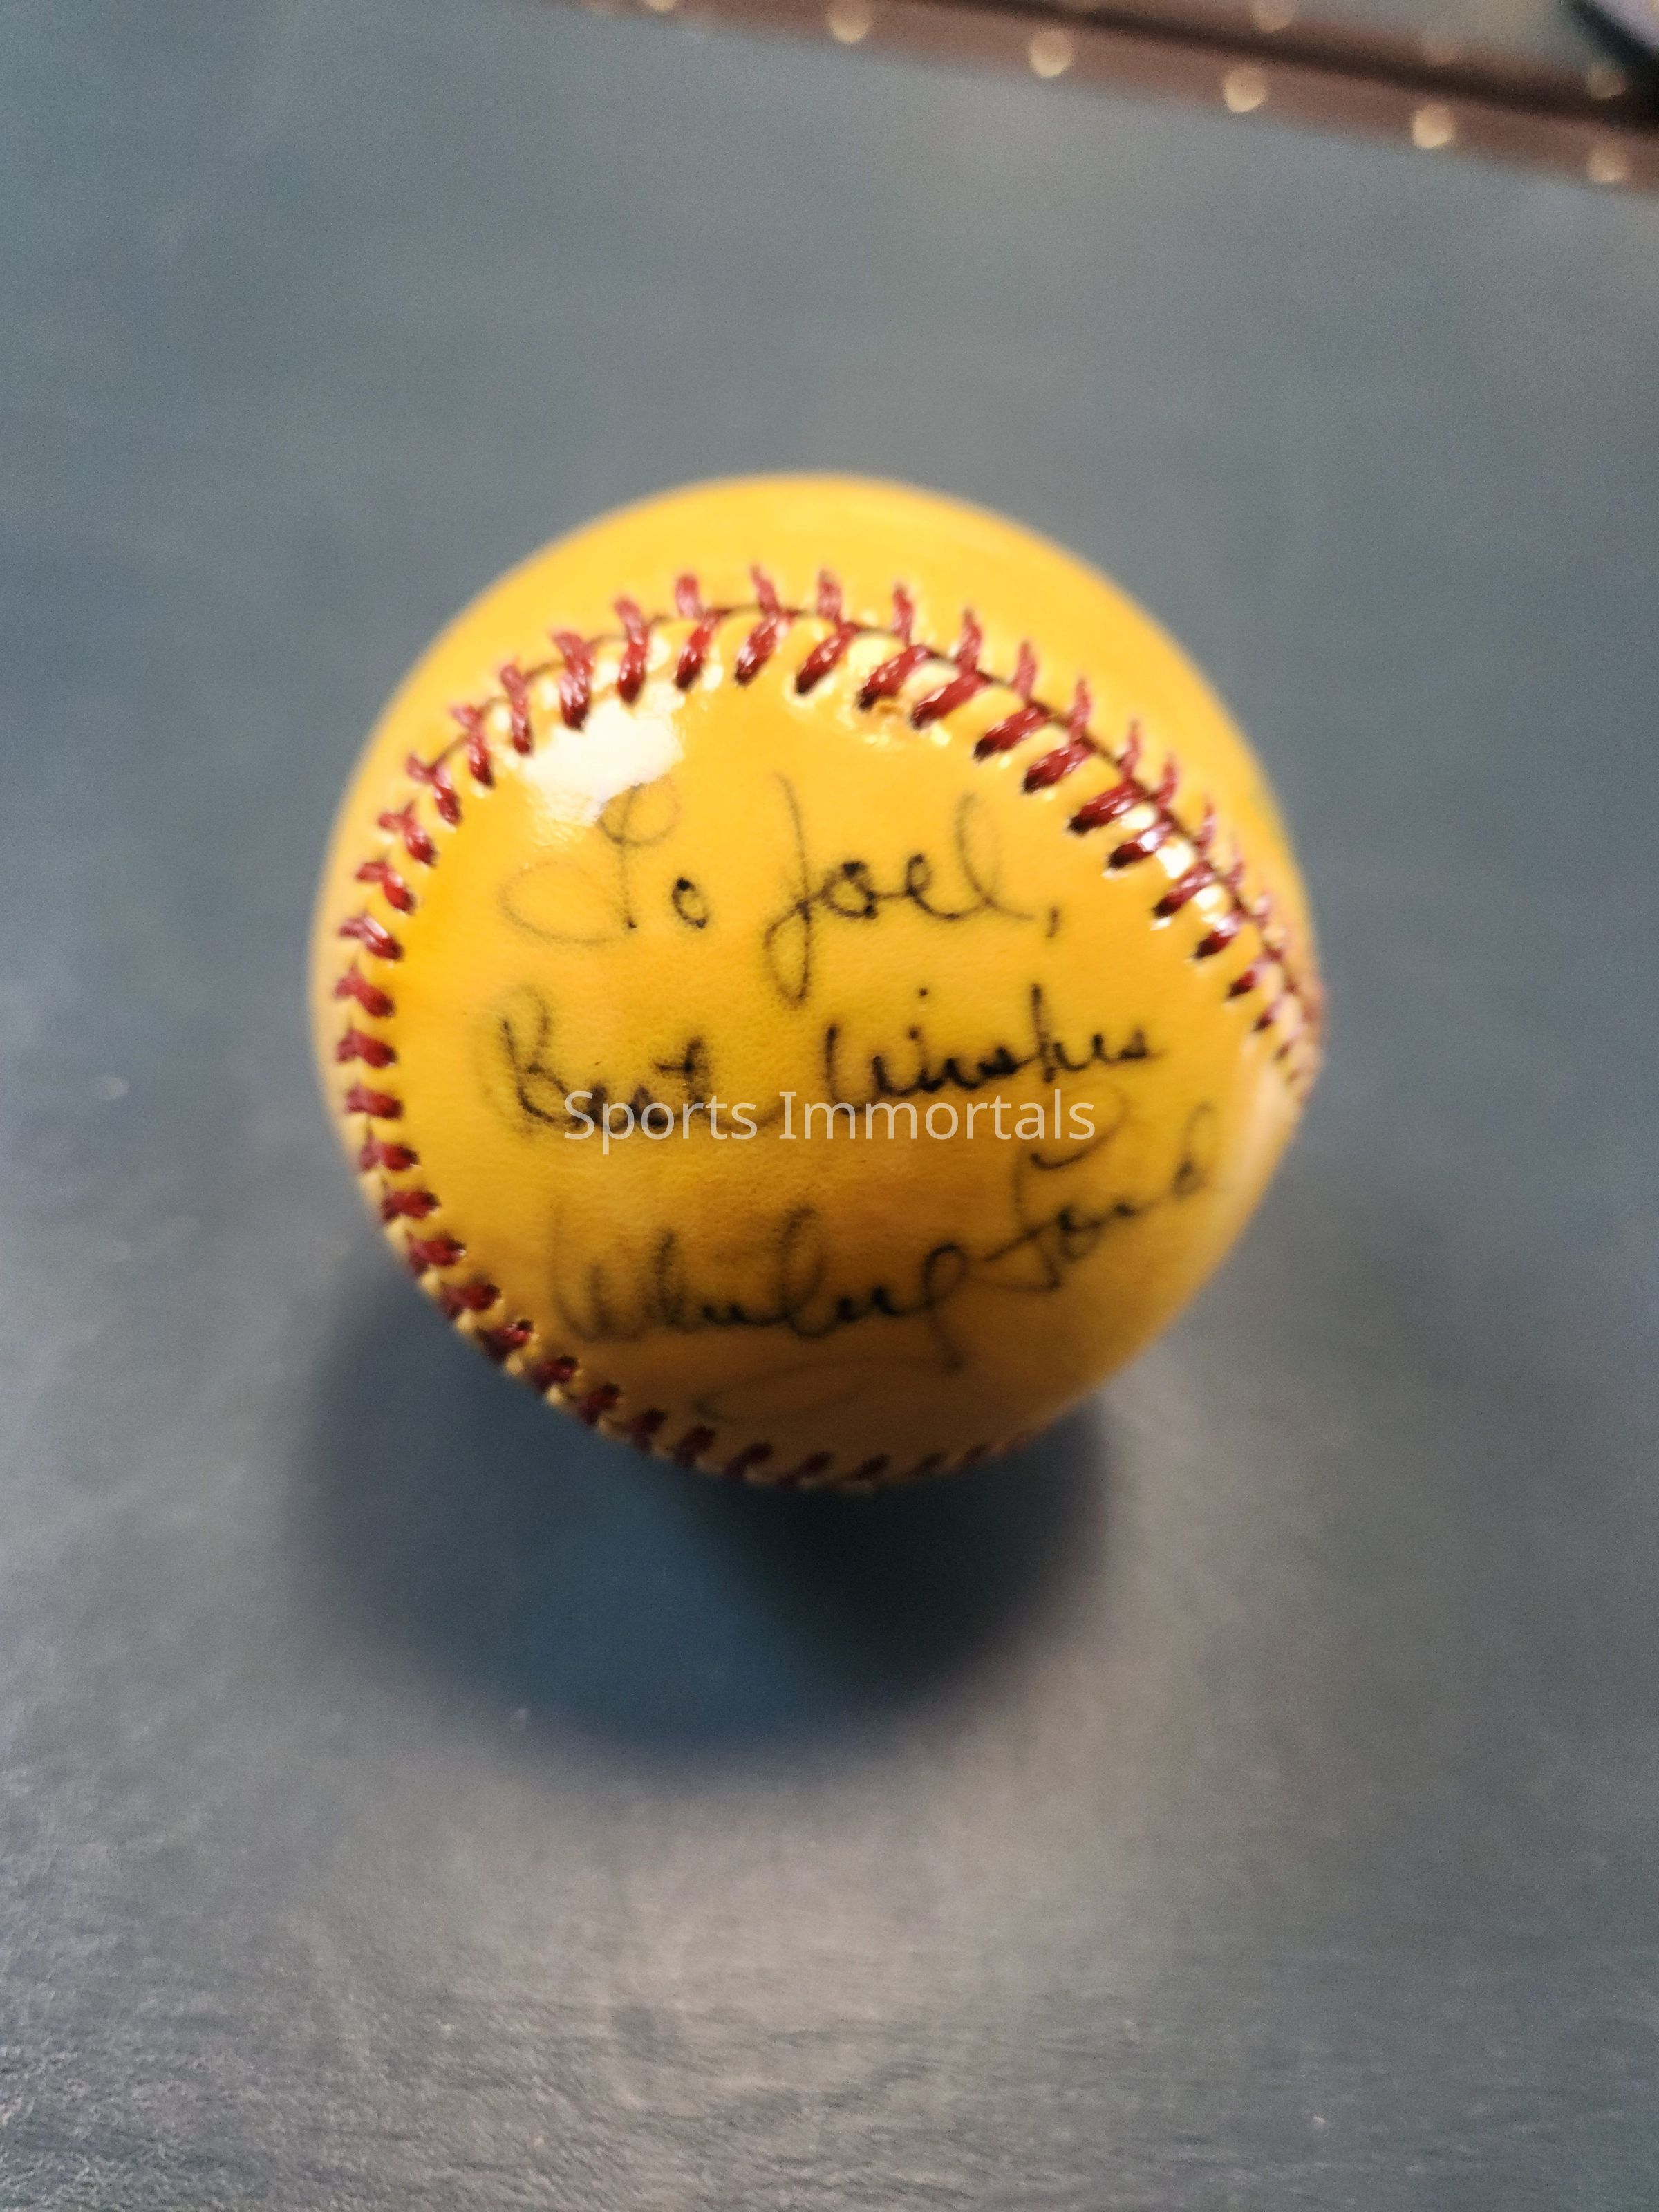 To Joel,
Best Wishes
Sports Immortals
Whitey Ford